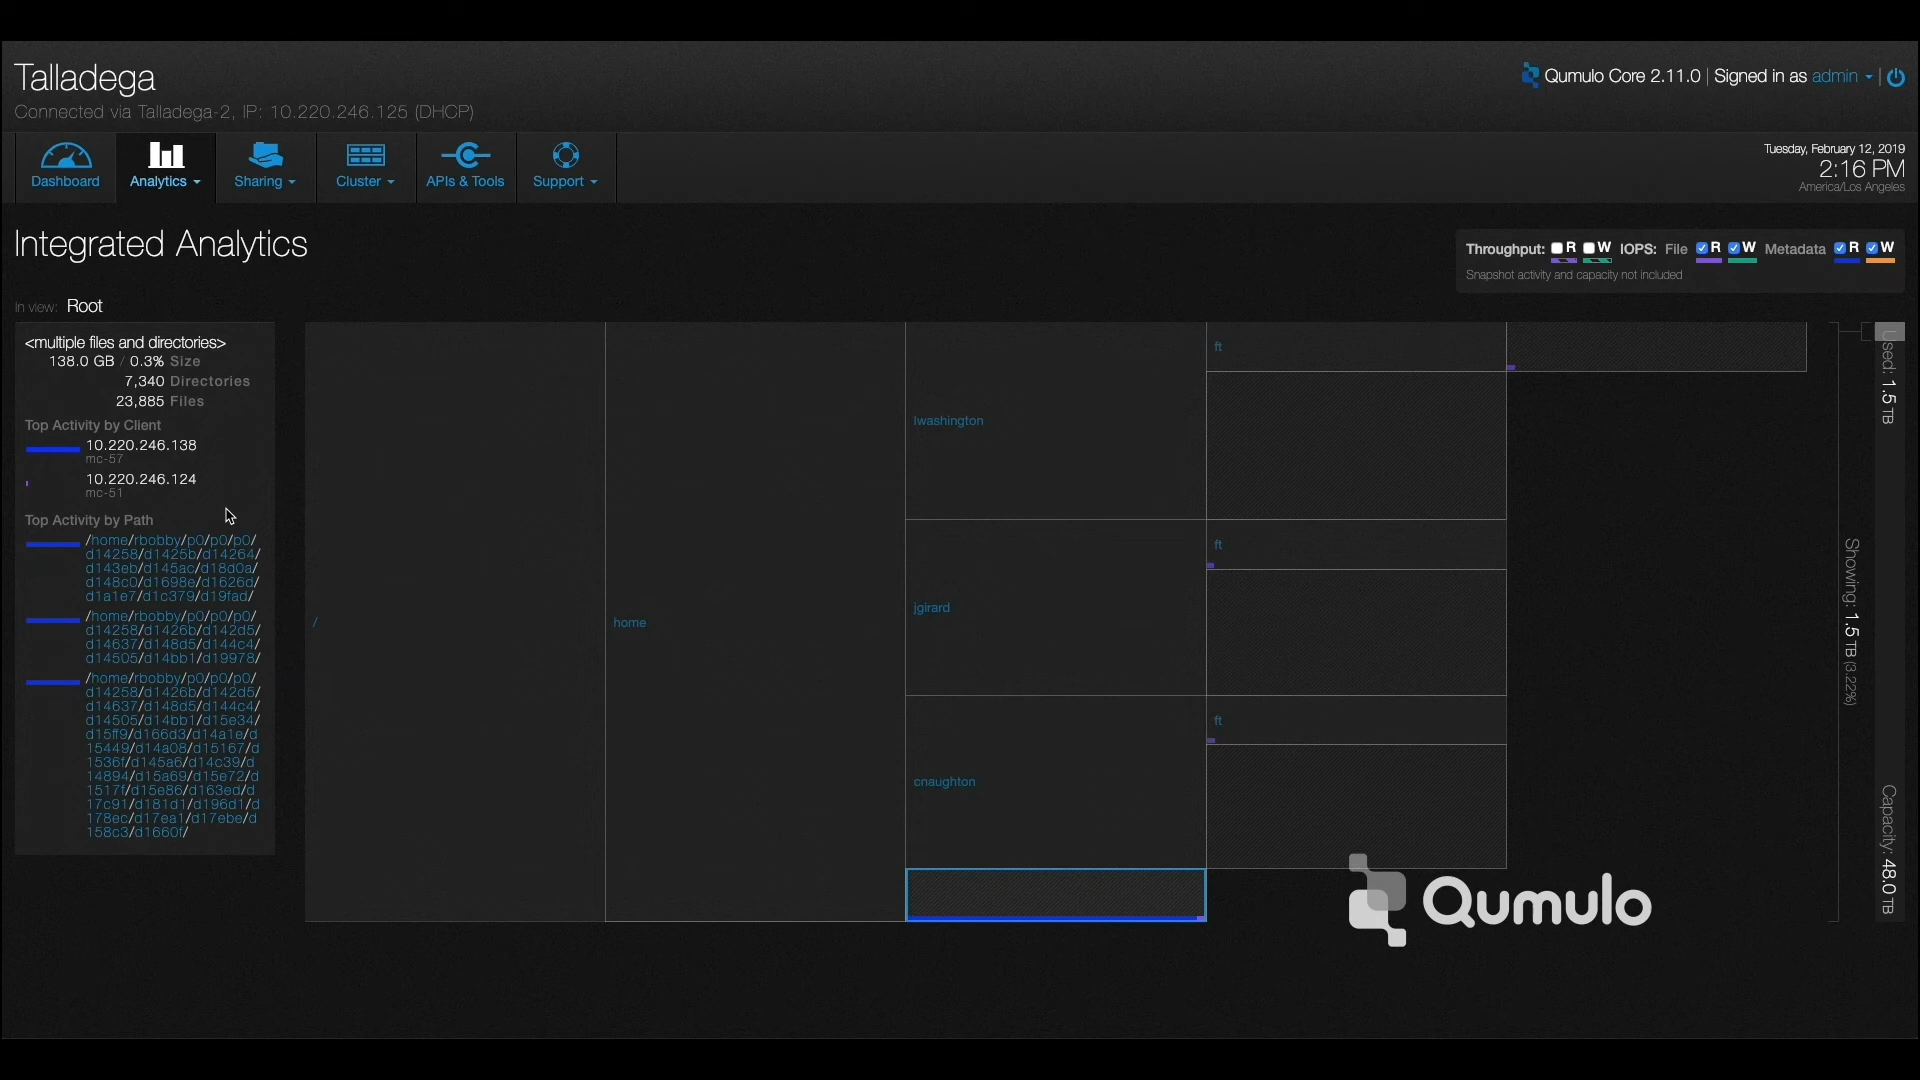 Talladega
Connected via Talladega-2, IP: 10.220.246.125 (DHCP)
Qumulo Core 2.11.0 | Signed in as admin
Dashboard
Analytics
Sharing
Cluster
APIs & Tools
Support
Tuesday, February 12, 2019
2:16 PM
America/Los Angeles
Integrated Analytics
Throughput: R W IOPS: File R W Metadata R W
Snapshot activity and capacity not included
In view: Root
<multiple files and directories>
138.0 GB / 0.3% Size
7,340 Directories
23,885 Files
Top Activity by Client
10.220.246.138
mc-57
10.220.246.124
mc-51
Top Activity by Path
/home/rbobby/p0/p0/p0/
d14258/d1425b/d14264/
d143eb/d145ac/d18d0a/
d148c0/d1698e/d1626d/
d1a1e7/d1c379/d19fad/
/home/rbobby/p0/p0/p0/
d14258/d1426b/d142d5/
d14637/d148d5/d144c4/
d14505/d14bb1/d19978/
/home/rbobby/p0/p0/p0/
d14258/d1426b/d142d5/
d14637/d148d5/d144c4/
d14505/d14bb1/d15e34/
d15ff9/d166d3/d14a1e/d
15449/d14a08/d15167/d
1536f/d145a6/d14c39/d
14894/d15a69/d15e72/d
1517f/d15e86/d163ed/d
17c91/d181d1/d196d1/d
178ec/d17ea1/d17ebe/d
158c3/d1660f/
/
home
lwashington
jgirard
cnaughton
ft
ft
ft
Showing: 1.5 TB (3.22%)
Used: 1.5 TB
Capacity: 48.0 TB
Qumulo